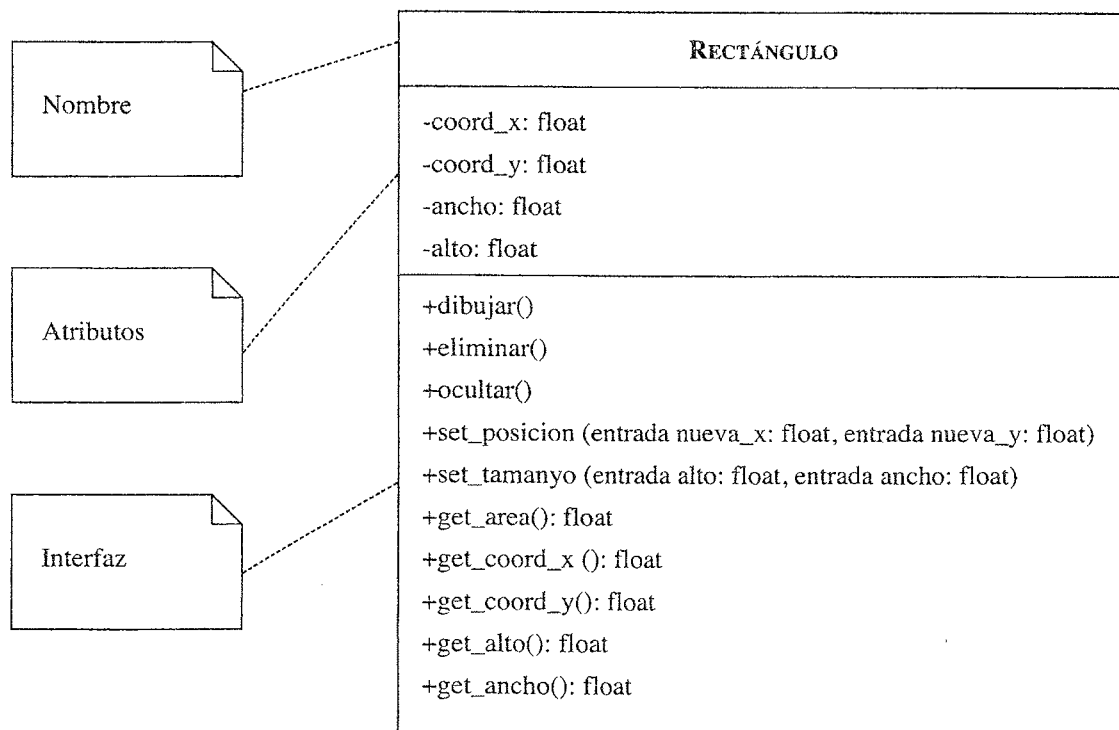 Nombre
Atributos
Interfaz
RECTÁNGULO
-coord_x: float
-coord_y: float
-ancho: float
-alto: float
+dibujar()
+eliminar()
+ocultar()
+set_posicion (entrada nueva_x: float, entrada nueva_y: float)
+set_tamanyo (entrada alto: float, entrada ancho: float)
+get_area(): float
+get_coord_x (): float
+get_coord_y(): float
+get_alto(): float
+get_ancho(): float